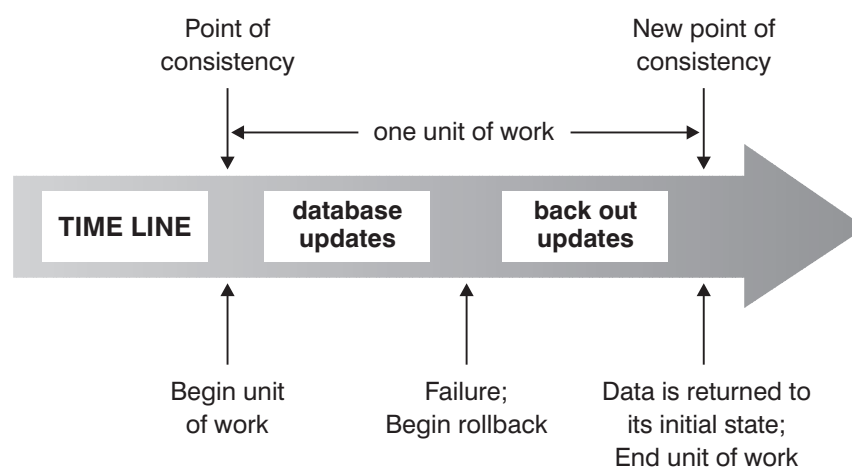 Point of
consistency
New point of
consistency
one unit of work
TIME LINE
database
updates
back out
updates
Begin unit
of work
Failure;
Begin rollback
Data is returned to
its initial state;
End unit of work